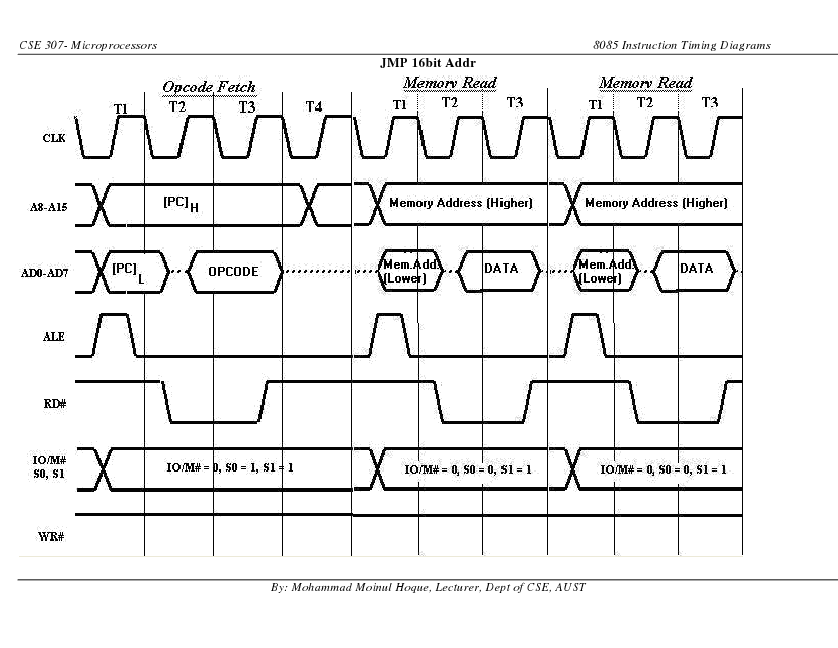 CSE 307- Microprocessors 8085 Instruction Timing Diagrams
JMP 16bit Addr
Opcode Fetch Memory Read Memory Read
T1 T2 T3 T4 T1 T2 T3 T1 T2 T3
CLK
A8-A15 [PC]H Memory Address (Higher) Memory Address (Higher)
AD0-AD7 [PC]L OPCODE Mem.Add. (Lower) DATA Mem.Add. (Lower) DATA
ALE
RD#
IO/M#
S0, S1
IO/M# = 0, S0 = 1, S1 = 1 IO/M# = 0, S0 = 0, S1 = 1 IO/M# = 0, S0 = 0, S1 = 1
WR#
By: Mohammad Moinul Hoque, Lecturer, Dept of CSE, AUST